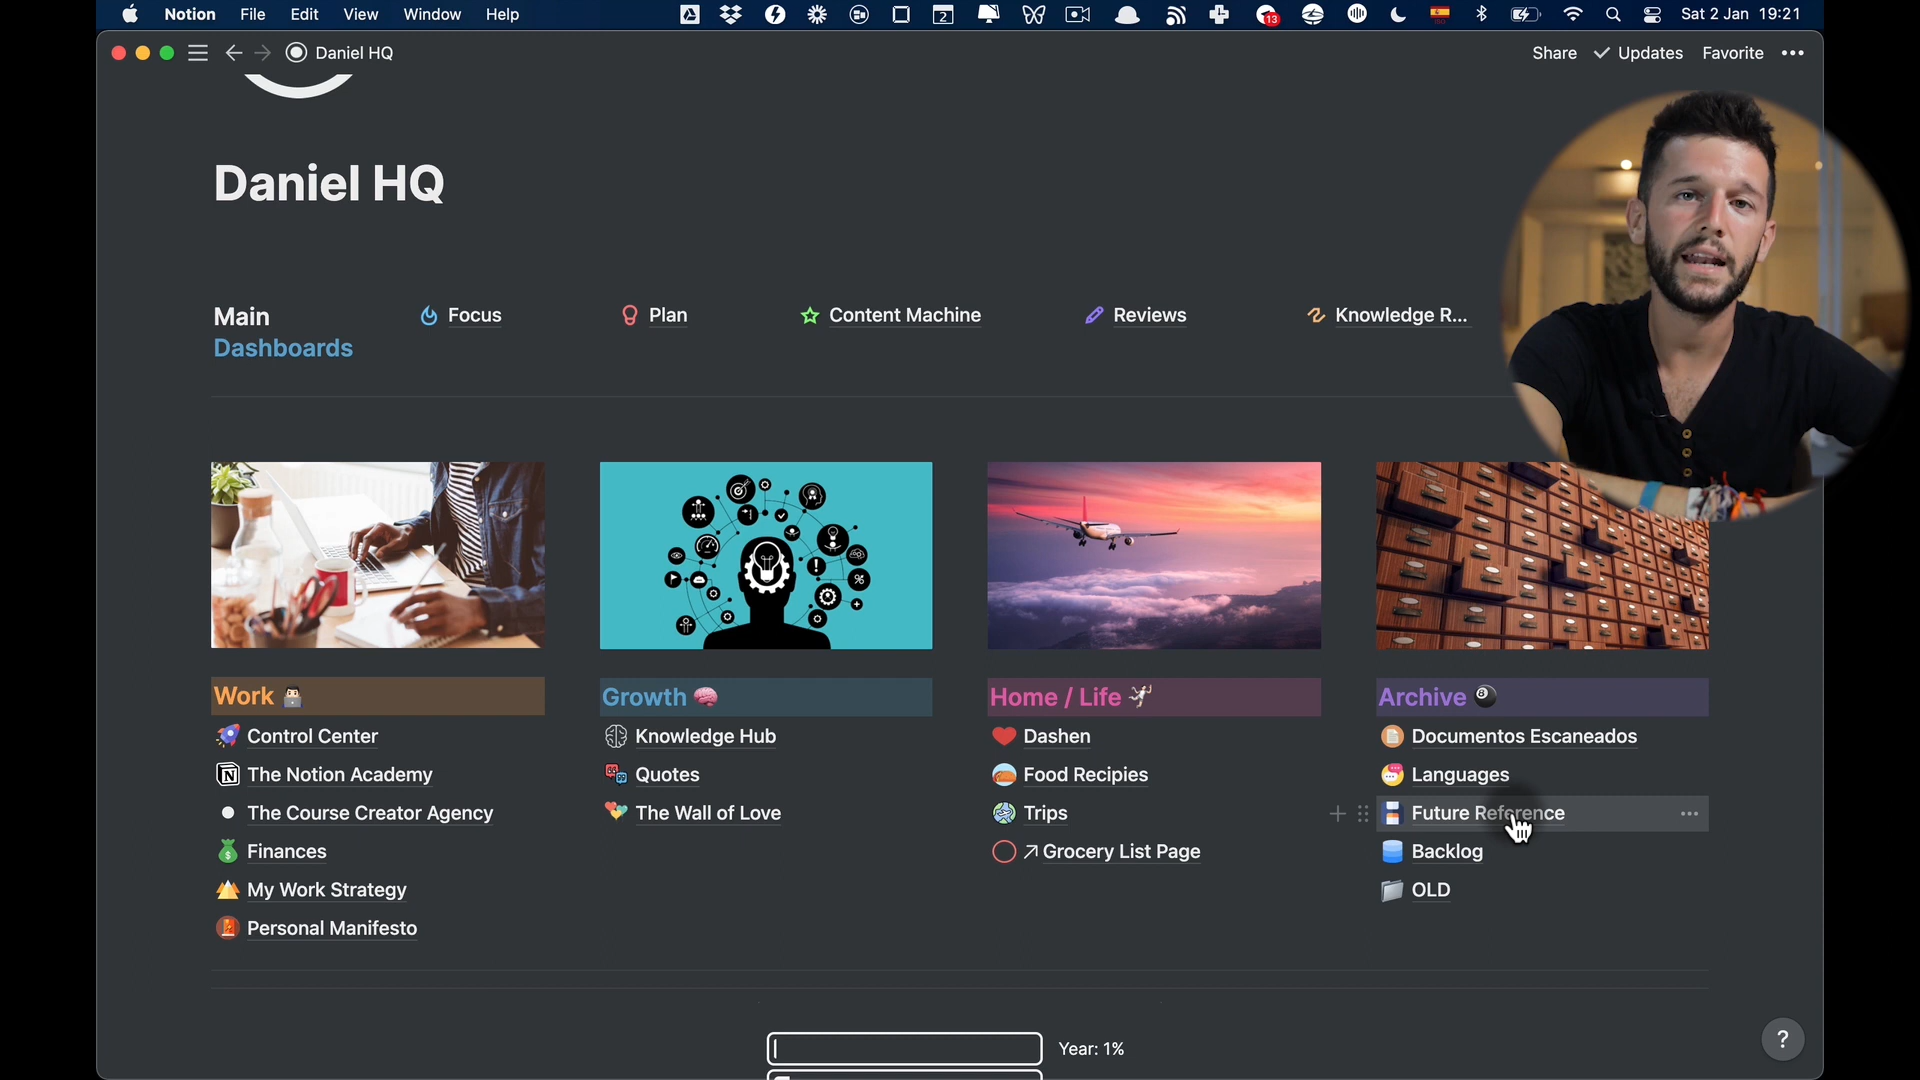 Notion File Edit View Window Help 2 13 ISO Sat 2 Jan 19:21
Daniel HQ Share Updates Favorite
Daniel HQ
Main
Dashboards
Focus
Plan
Content Machine
Reviews
Knowledge R...
Work
Control Center
The Notion Academy
The Course Creator Agency
Finances
My Work Strategy
Personal Manifesto
Growth
Knowledge Hub
Quotes
The Wall of Love
Home / Life
Dashen
Food Recipies
Trips
Grocery List Page
Archive
Documentos Escaneados
Languages
Future Reference
Backlog
OLD
Year: 1%
?